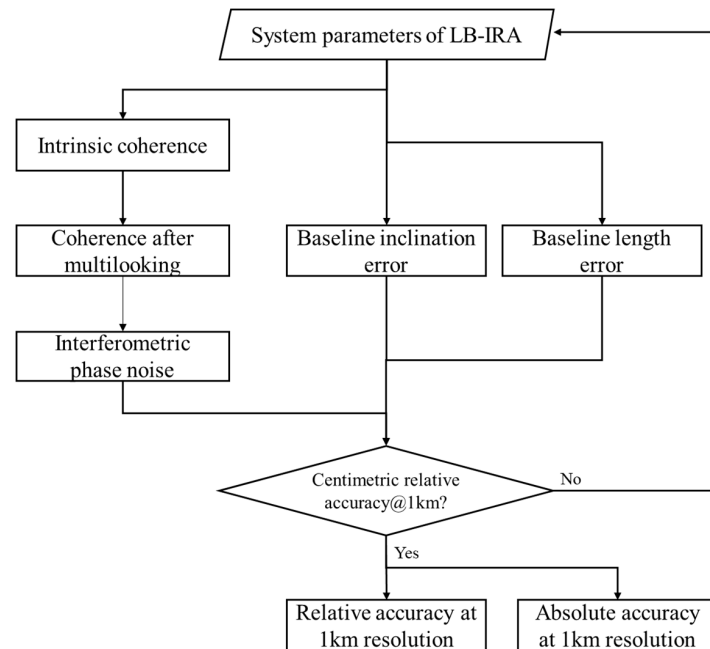 System parameters of LB-IRA
Intrinsic coherence
Coherence after
multilooking
Baseline inclination
error
Baseline length
error
Interferometric
phase noise
Centimetric relative
accuracy@1km?
No
Yes
Relative accuracy at
1km resolution
Absolute accuracy
at 1km resolution